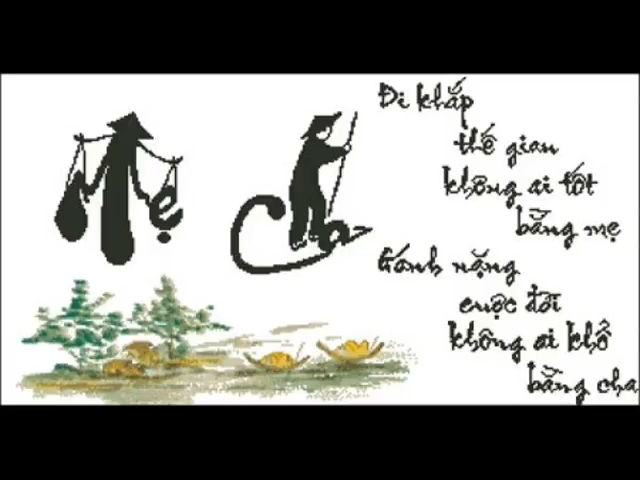 Mẹ Cha
Đi khắp
thế gian
không ai tốt
bằng mẹ
Gánh nặng
cuộc đời
không ai khổ
bằng cha